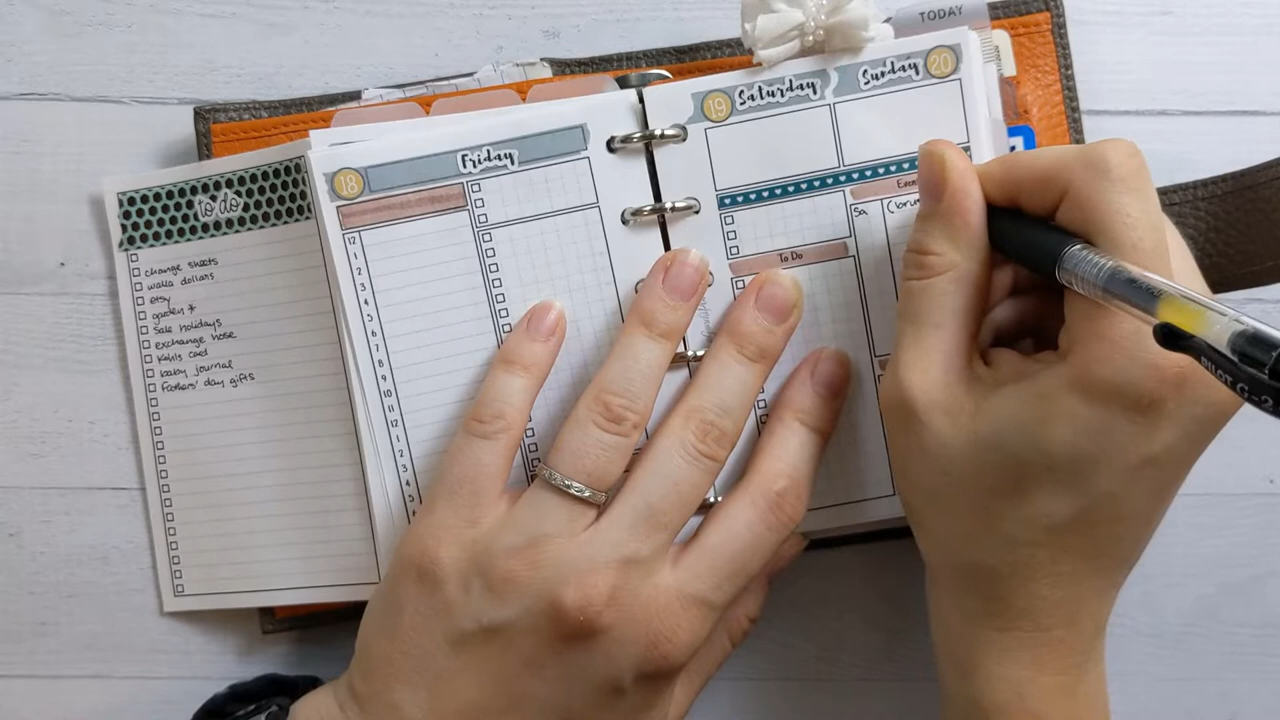 TODAY
to do
change sheets
walla dollars
etsy
garden *
Sale holidays
exchange hose
Kohls card
baby journal
Fathers' day gifts
18
Friday
12
1
2
3
4
5
6
7
8
9
10
11
12
1
2
3
4
5
19
Saturday
Sunday
20
Sa
To Do
PILOT G-2